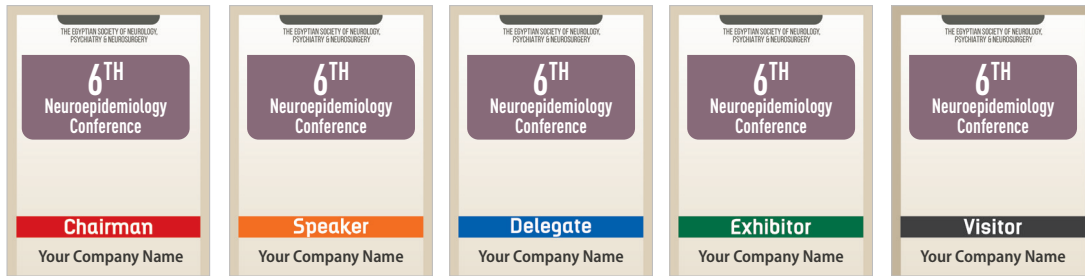 THE EGYPTIAN SOCIETY OF NEUROLOGY,
PSYCHIATRY & NEUROSURGERY
6TH
Neuroepidemiology
Conference
Chairman
Your Company Name
THE EGYPTIAN SOCIETY OF NEUROLOGY,
PSYCHIATRY & NEUROSURGERY
6TH
Neuroepidemiology
Conference
Speaker
Your Company Name
THE EGYPTIAN SOCIETY OF NEUROLOGY,
PSYCHIATRY & NEUROSURGERY
6TH
Neuroepidemiology
Conference
Delegate
Your Company Name
THE EGYPTIAN SOCIETY OF NEUROLOGY,
PSYCHIATRY & NEUROSURGERY
6TH
Neuroepidemiology
Conference
Exhibitor
Your Company Name
THE EGYPTIAN SOCIETY OF NEUROLOGY,
PSYCHIATRY & NEUROSURGERY
6TH
Neuroepidemiology
Conference
Visitor
Your Company Name